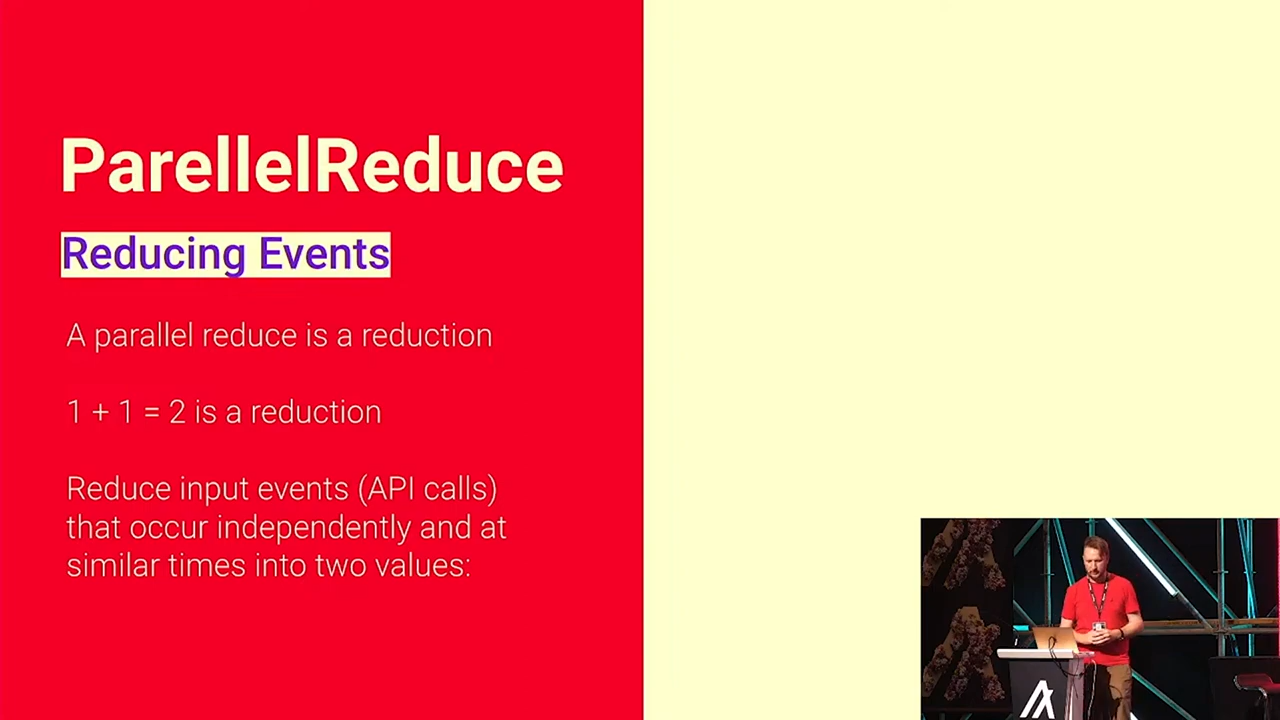 ParellelReduce
Reducing Events
A parallel reduce is a reduction
1 + 1 = 2 is a reduction
Reduce input events (API calls)
that occur independently and at
similar times into two values: